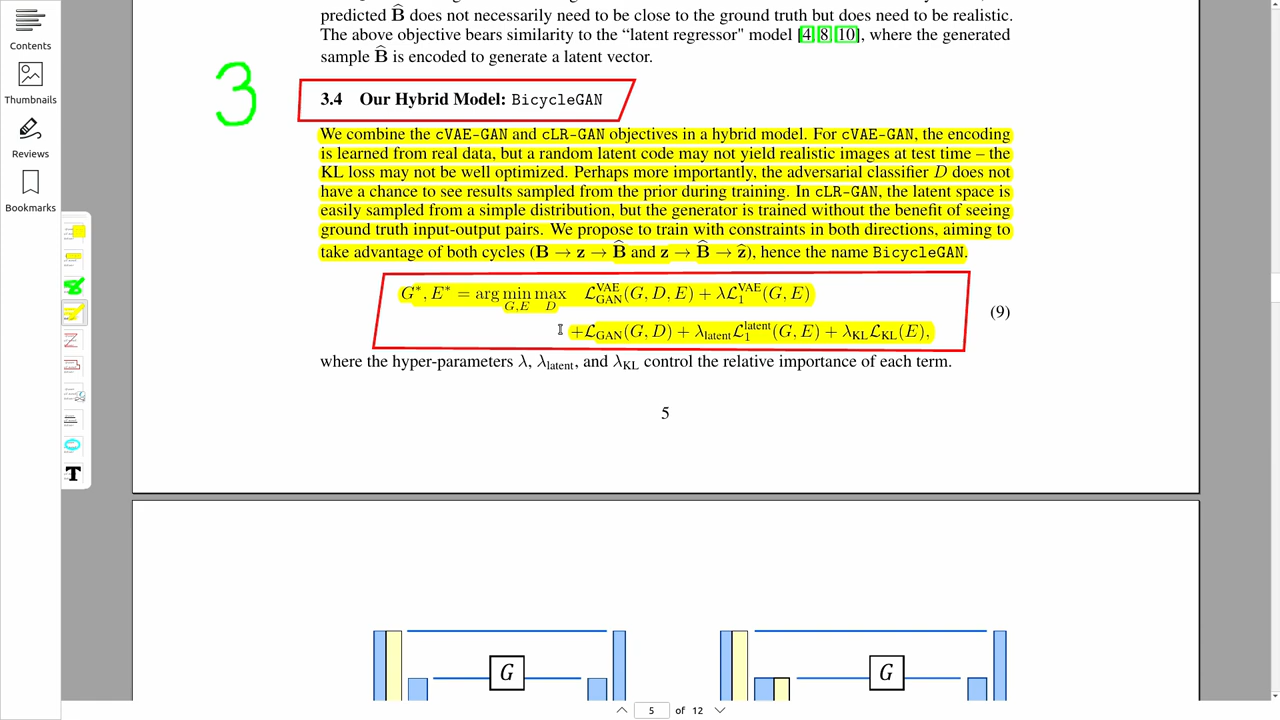 Contents
Thumbnails
Reviews
Bookmarks
T
3
predicted B̂ does not necessarily need to be close to the ground truth but does need to be realistic.
The above objective bears similarity to the “latent regressor" model [4, 8, 10], where the generated
sample B̂ is encoded to generate a latent vector.
3.4 Our Hybrid Model: BicycleGAN
We combine the cVAE-GAN and cLR-GAN objectives in a hybrid model. For cVAE-GAN, the encoding
is learned from real data, but a random latent code may not yield realistic images at test time – the
KL loss may not be well optimized. Perhaps more importantly, the adversarial classifier D does not
have a chance to see results sampled from the prior during training. In cLR-GAN, the latent space is
easily sampled from a simple distribution, but the generator is trained without the benefit of seeing
ground truth input-output pairs. We propose to train with constraints in both directions, aiming to
take advantage of both cycles (B → z → B̂ and z → B̂ → ẑ), hence the name BicycleGAN.
G*, E* = arg min_{G,E} max_D L_GAN^VAE(G, D, E) + λL_1^VAE(G, E)
+L_GAN(G, D) + λ_latent L_1^latent(G, E) + λ_KL L_KL(E),
(9)
where the hyper-parameters λ, λ_latent, and λ_KL control the relative importance of each term.
5
G
G
5 of 12